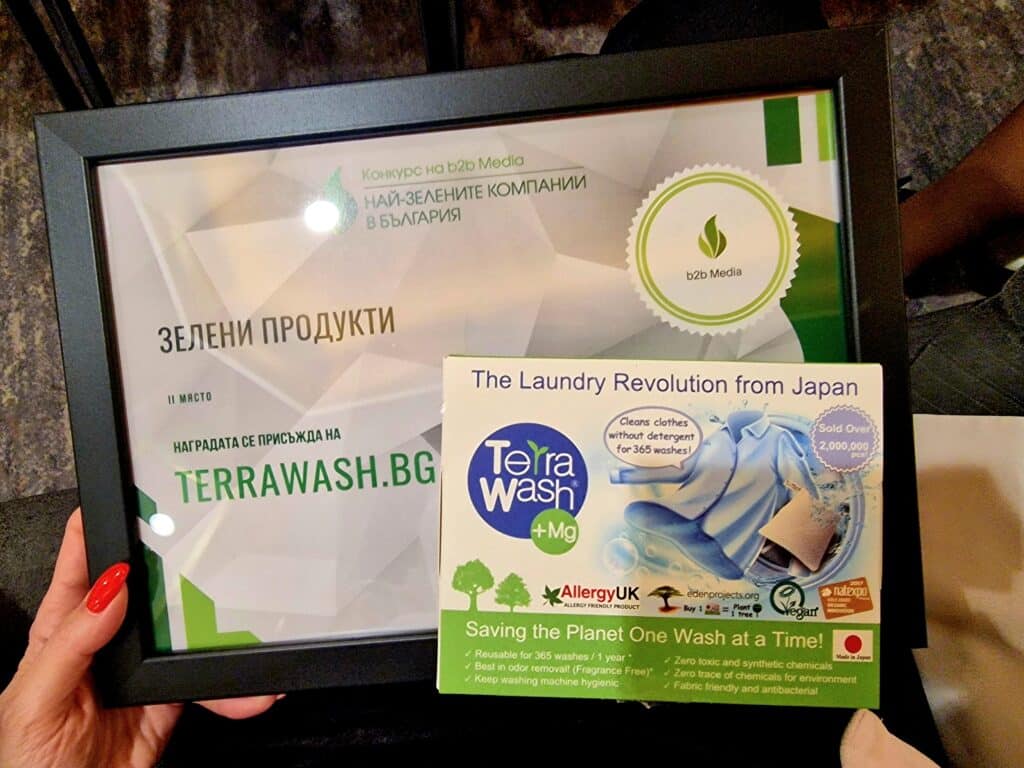 Конкурс на b2b Media
НАЙ-ЗЕЛЕНИТЕ КОМПАНИИ
В БЪЛГАРИЯ
b2b Media
ЗЕЛЕНИ ПРОДУКТИ
II МЯСТО
НАГРАДАТА СЕ ПРИСЪЖДА НА
TERRAWASH.BG
The Laundry Revolution from Japan
Cleans clothes
without detergent
for 365 washes!
Sold Over
2,000,000
pcs!
Terra
Wash®
+Mg
AllergyUK
ALLERGY FRIENDLY PRODUCT
edenprojects.org
Buy 1 = Plant
1 tree!
Vegan
2017
natexpo
Saving the Planet One Wash at a Time!
Made in Japan
✓ Reusable for 365 washes / 1 year *
✓ Best in odor removal! (Fragrance Free)*
✓ Keep washing machine hygienic
✓ Zero toxic and synthetic chemicals
✓ Zero trace of chemicals for environment
✓ Fabric friendly and antibacterial